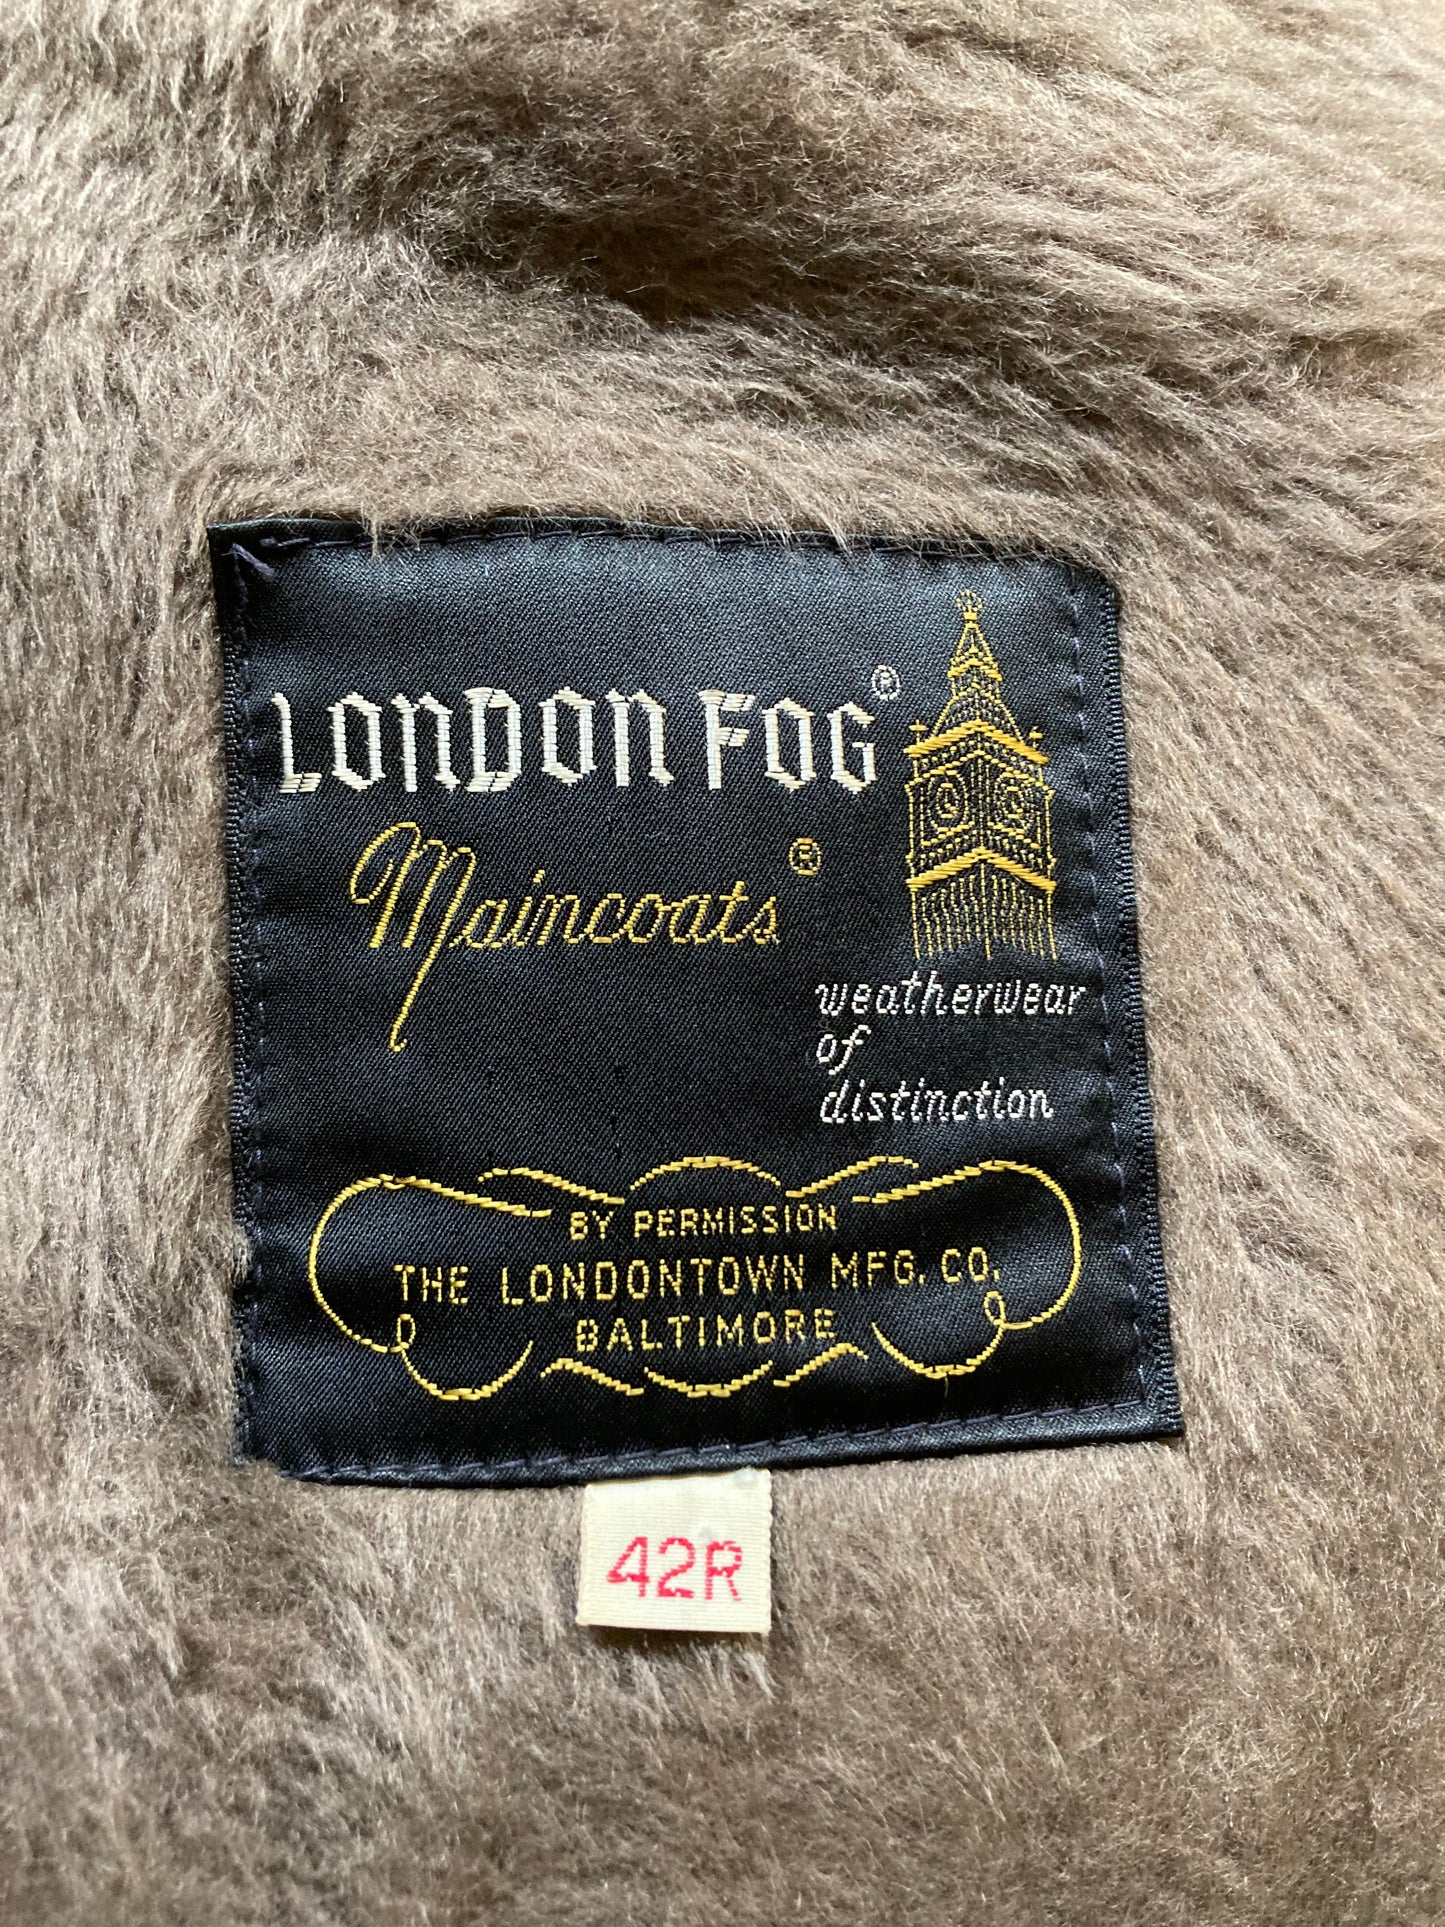 LONDON FOG®
Maincoats®
weatherwear
of
distinction
BY PERMISSION
THE LONDONTOWN MFG. CO.
BALTIMORE
42R